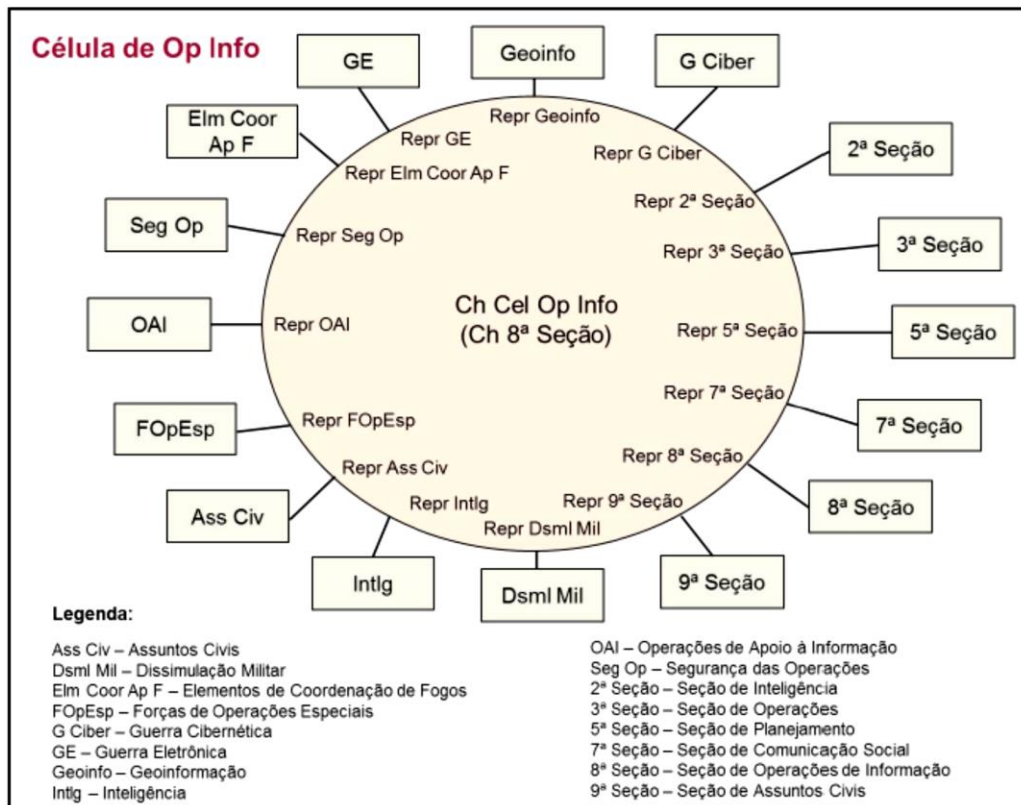 Célula de Op Info
GE
Geoinfo
G Ciber
Elm Coor
Ap F
2ª Seção
Seg Op
3ª Seção
OAI
5ª Seção
FOpEsp
7ª Seção
Ass Civ
8ª Seção
Intlg
Dsml Mil
9ª Seção
Repr Geoinfo
Repr GE
Repr G Ciber
Repr Elm Coor Ap F
Repr 2ª Seção
Repr Seg Op
Repr 3ª Seção
Ch Cel Op Info
(Ch 8ª Seção)
Repr OAI
Repr 5ª Seção
Repr 7ª Seção
Repr FOpEsp
Repr 8ª Seção
Repr Ass Civ
Repr Intlg
Repr 9ª Seção
Repr Dsml Mil
Legenda:
Ass Civ – Assuntos Civis
Dsml Mil – Dissimulação Militar
Elm Coor Ap F – Elementos de Coordenação de Fogos
FOpEsp – Forças de Operações Especiais
G Ciber – Guerra Cibernética
GE – Guerra Eletrônica
Geoinfo – Geoinformação
Intlg – Inteligência
OAI – Operações de Apoio à Informação
Seg Op – Segurança das Operações
2ª Seção – Seção de Inteligência
3ª Seção – Seção de Operações
5ª Seção – Seção de Planejamento
7ª Seção – Seção de Comunicação Social
8ª Seção – Seção de Operações de Informação
9ª Seção – Seção de Assuntos Civis